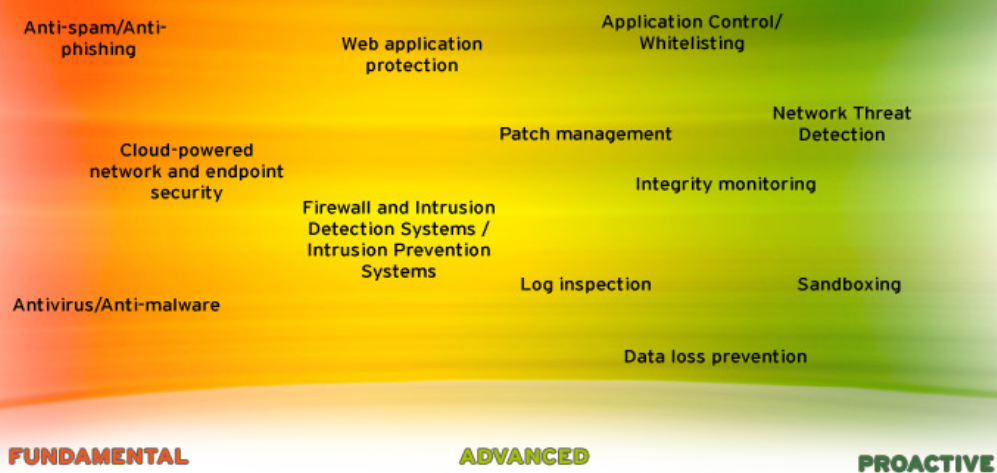 Anti-spam/Anti-
phishing
Web application
protection
Application Control/
Whitelisting
Network Threat
Detection
Patch management
Cloud-powered
network and endpoint
security
Integrity monitoring
Firewall and Intrusion
Detection Systems /
Intrusion Prevention
Systems
Log inspection
Sandboxing
Antivirus/Anti-malware
Data loss prevention
FUNDAMENTAL
ADVANCED
PROACTIVE